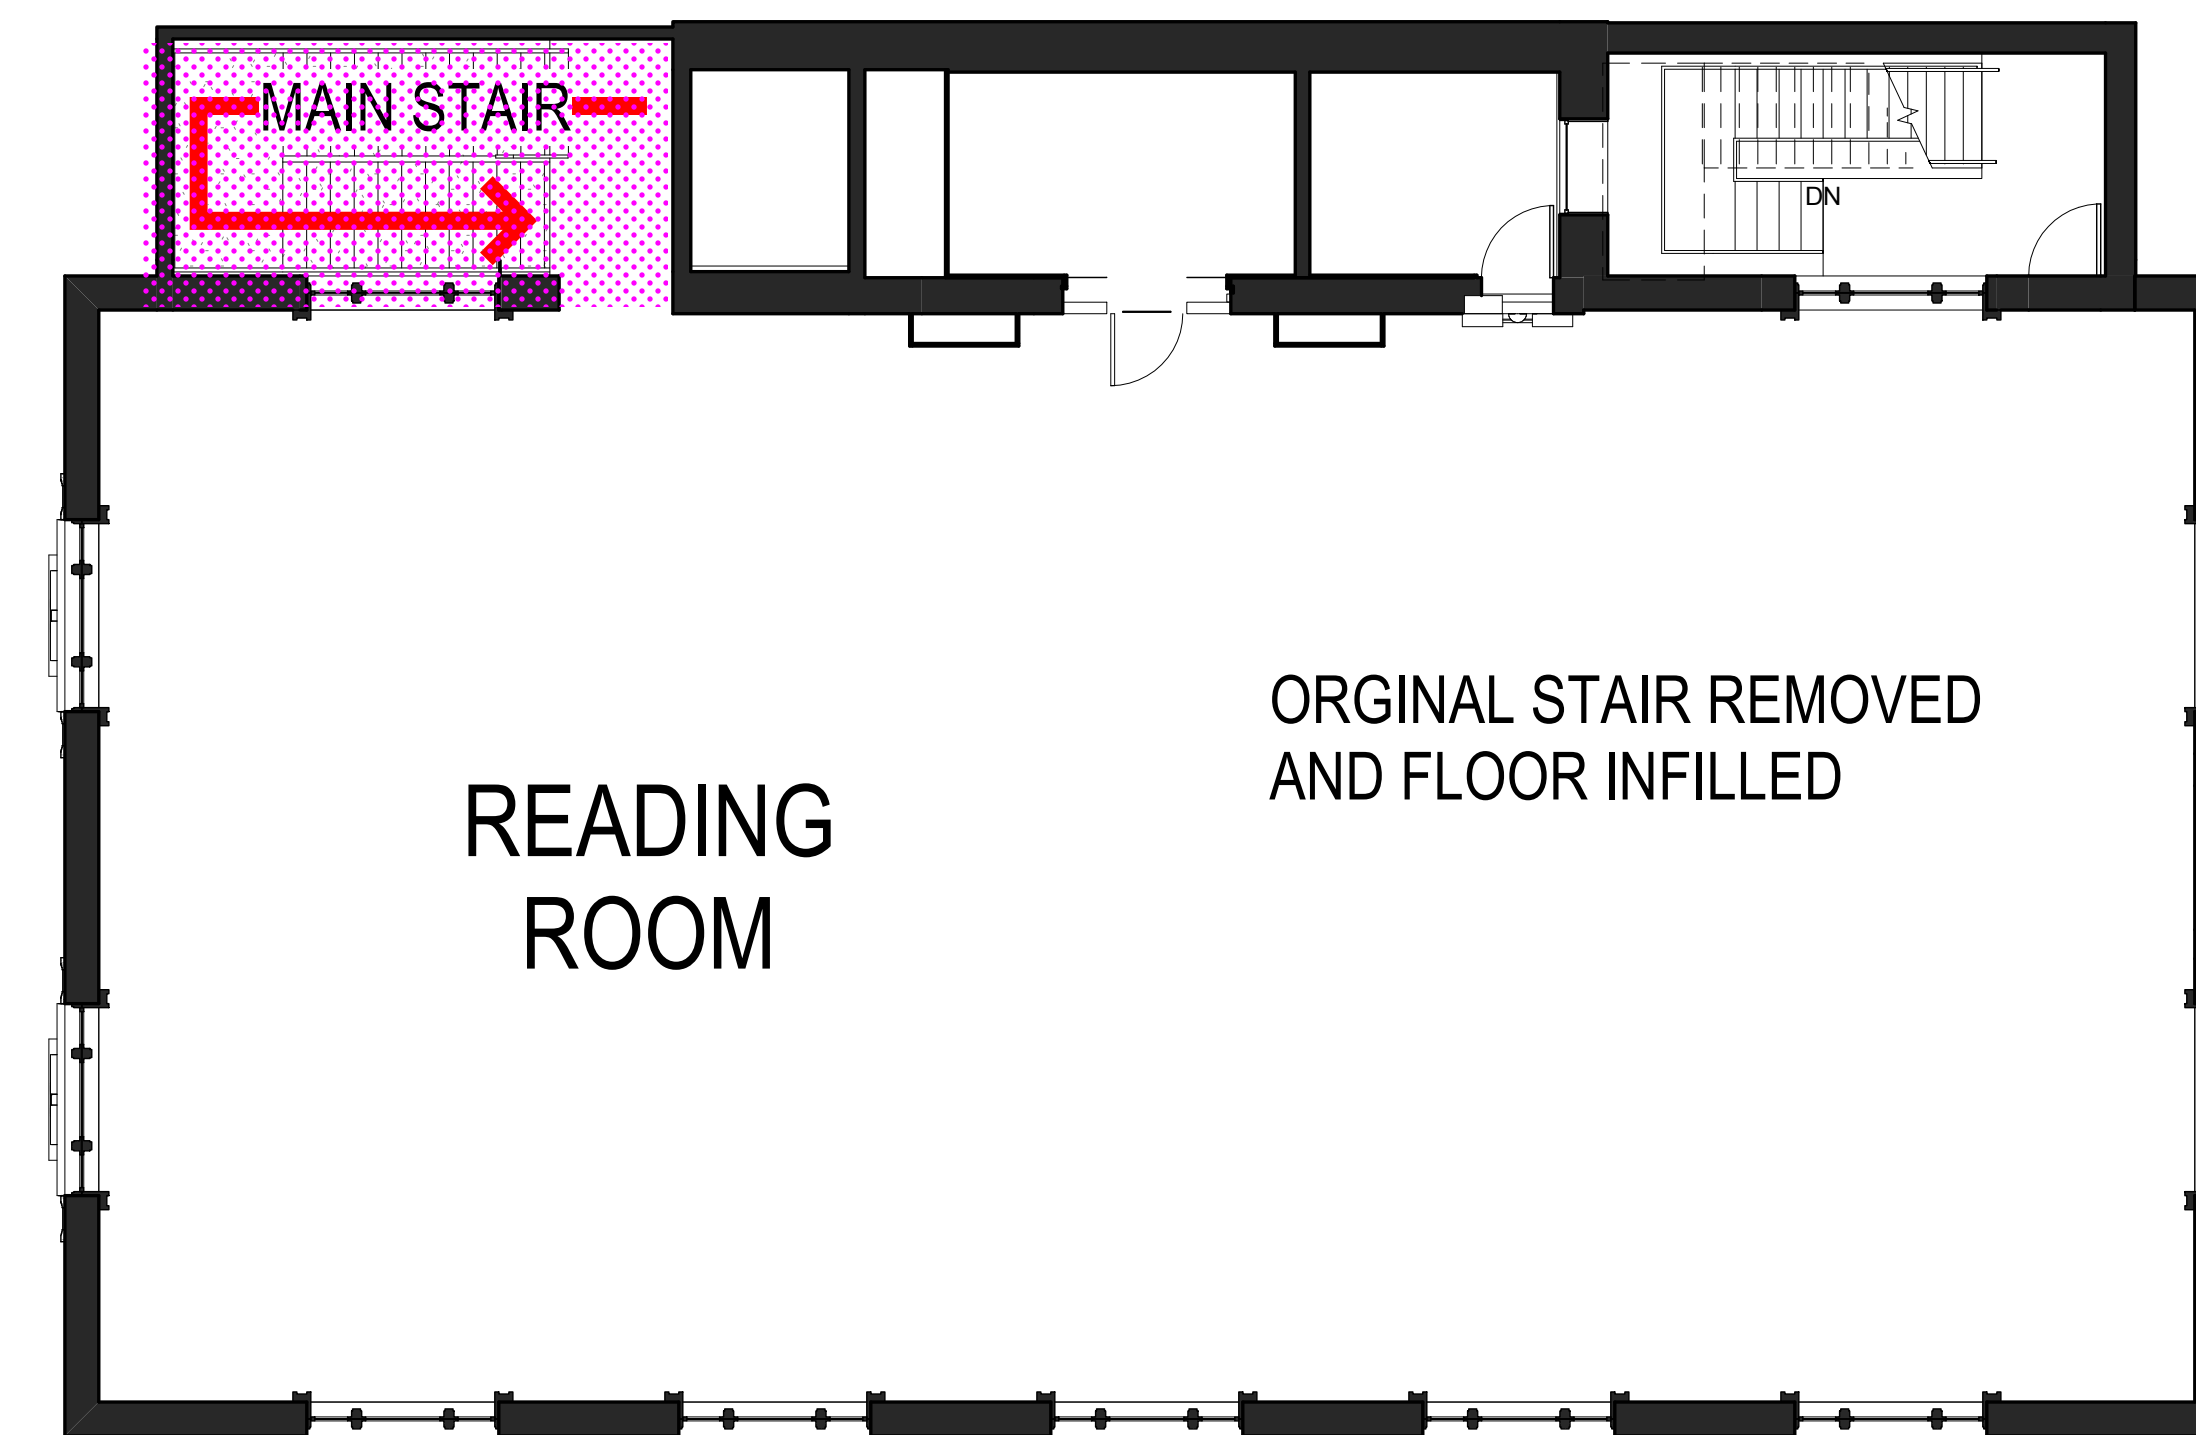 MAIN STAIR
DN
ORGINAL STAIR REMOVED
AND FLOOR INFILLED
READING
ROOM